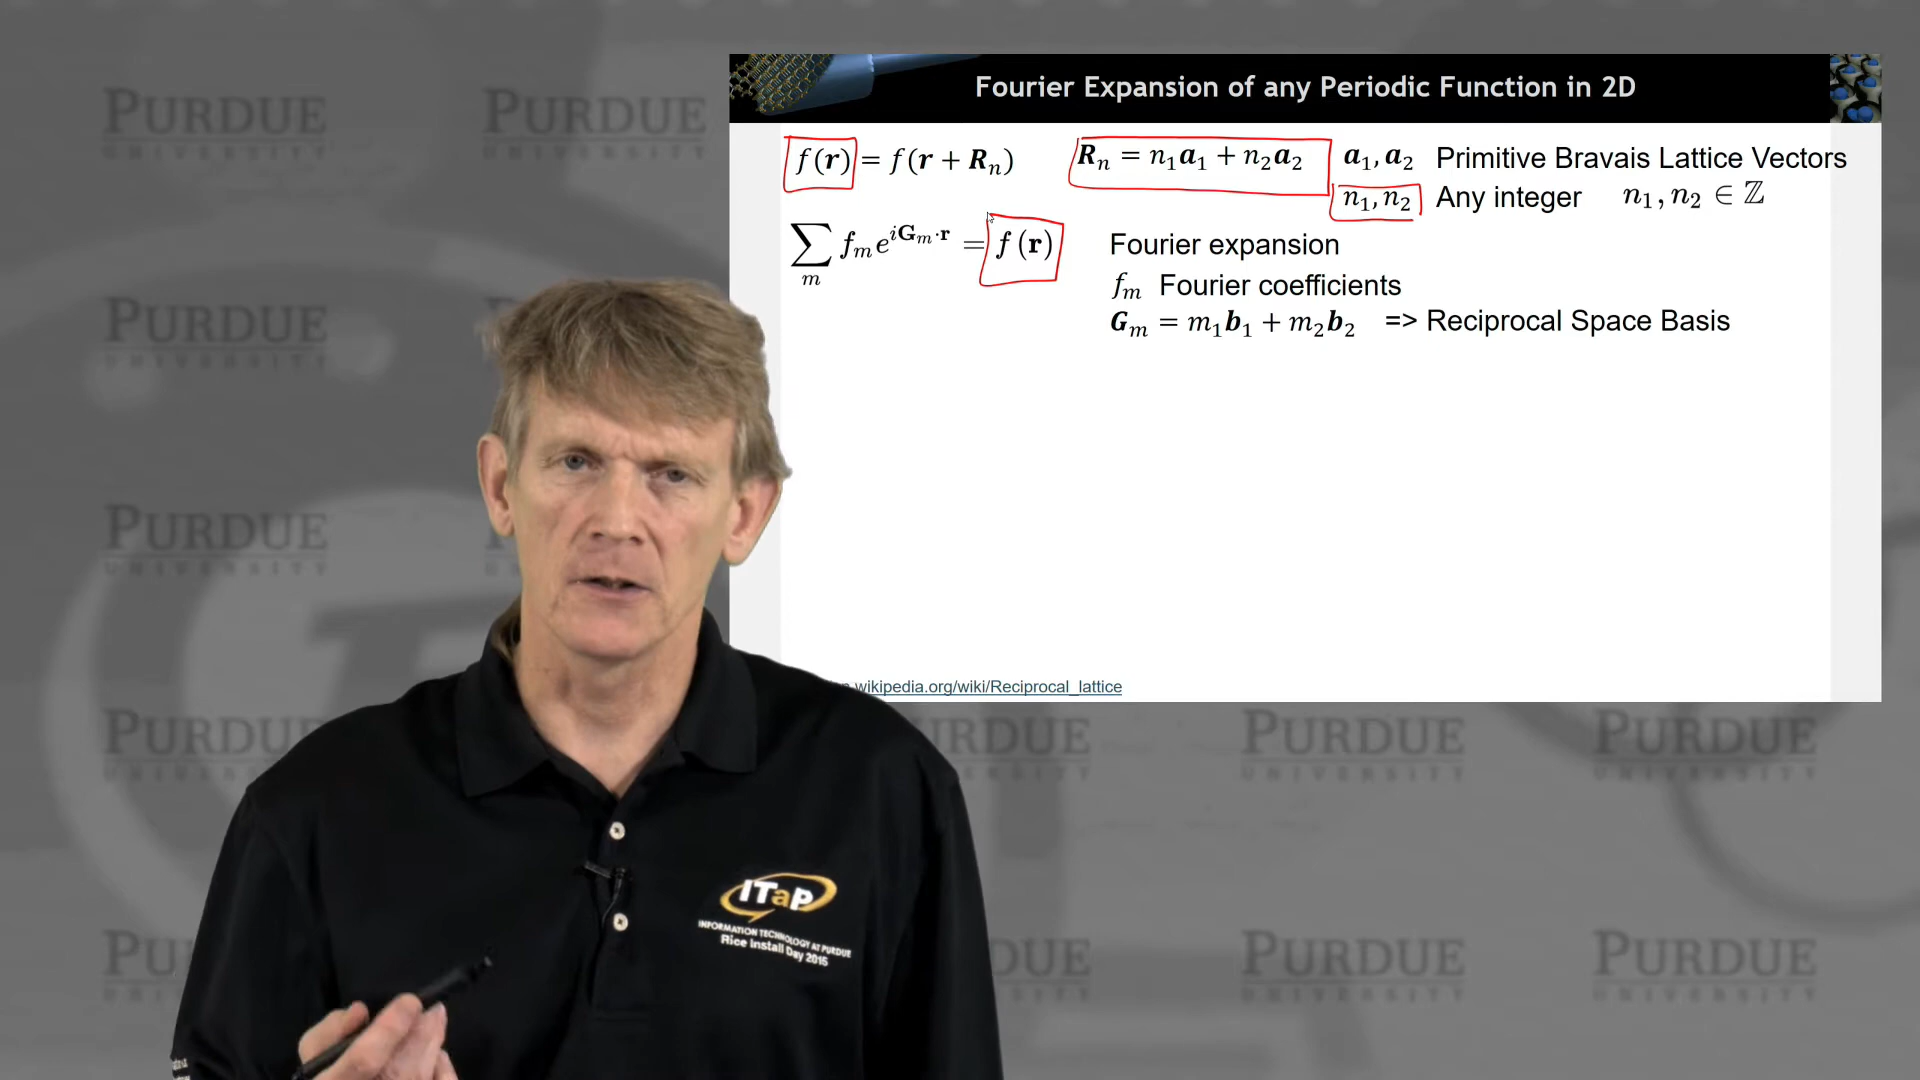 Fourier Expansion of any Periodic Function in 2D
f(r) = f(r + Rₙ)
Rₙ = n₁a₁ + n₂a₂
a₁, a₂ Primitive Bravais Lattice Vectors
n₁, n₂ Any integer n₁, n₂ ∈ ℤ
∑ₘ fₘe^{iGₘ·r} = f(r)
Fourier expansion
fₘ Fourier coefficients
Gₘ = m₁b₁ + m₂b₂ => Reciprocal Space Basis
wikipedia.org/wiki/Reciprocal_lattice
PURDUE UNIVERSITY
ITaP
INFORMATION TECHNOLOGY AT PURDUE
Rice Install Day 2015